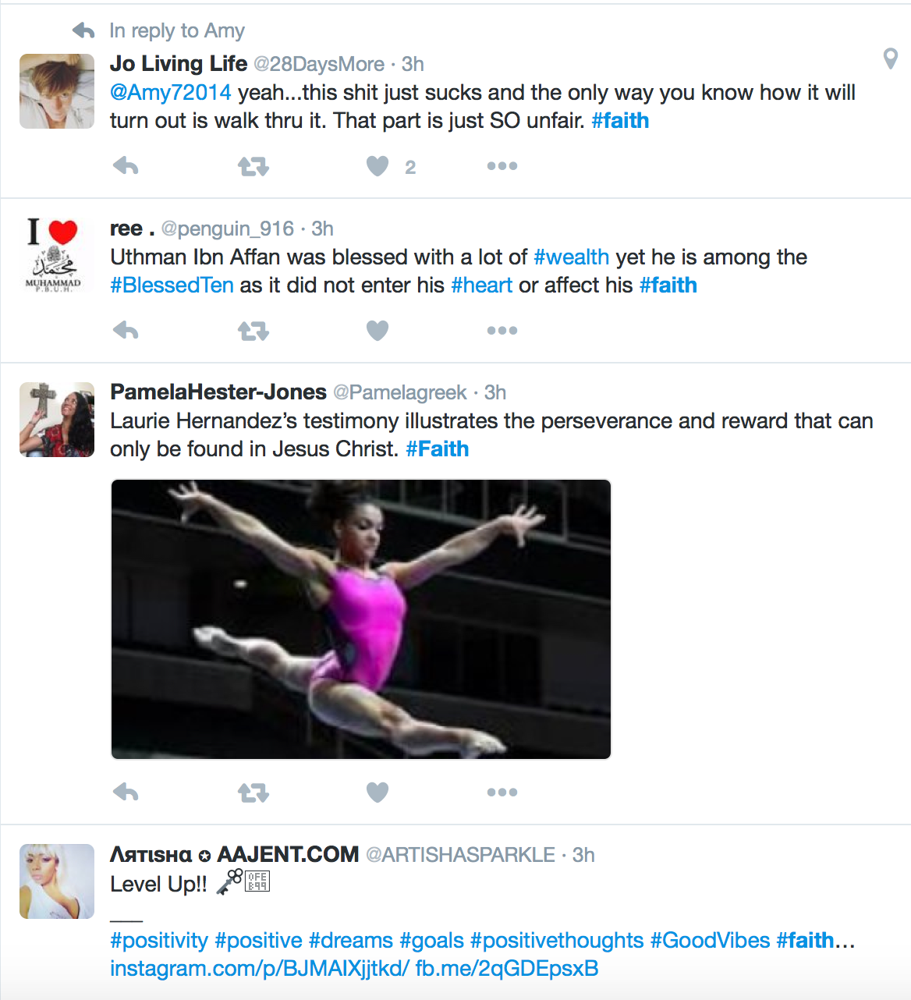 In reply to Amy
Jo Living Life @28DaysMore · 3h
@Amy72014 yeah...this shit just sucks and the only way you know how it will
turn out is walk thru it. That part is just SO unfair. #faith
2
I ❤
محمد
MUHAMMAD
P.B.U.H.
ree . @penguin_916 · 3h
Uthman Ibn Affan was blessed with a lot of #wealth yet he is among the
#BlessedTen as it did not enter his #heart or affect his #faith
PamelaHester-Jones @Pamelagreek · 3h
Laurie Hernandez’s testimony illustrates the perseverance and reward that can
only be found in Jesus Christ. #Faith
Λятιѕнα ✪ AAJENT.COM @ARTISHASPARKLE · 3h
Level Up!! 🗝
0FE
B99
___
#positivity #positive #dreams #goals #positivethoughts #GoodVibes #faith…
instagram.com/p/BJMAIXjjtkd/ fb.me/2qGDEpsxB